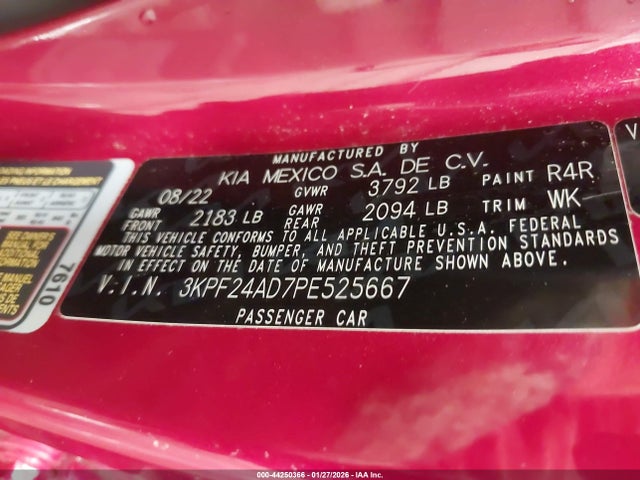 MANUFACTURED BY
KIA MEXICO S.A. DE C.V.
08/22 GVWR 3792 LB PAINT R4R
GAWR FRONT 2183 LB GAWR REAR 2094 LB TRIM WK
THIS VEHICLE CONFORMS TO ALL APPLICABLE U.S.A. FEDERAL
MOTOR VEHICLE SAFETY, BUMPER, AND THEFT PREVENTION STANDARDS
IN EFFECT ON THE DATE OF MANUFACTURE SHOWN ABOVE.
V.I.N. 3KPF24AD7PE525667
PASSENGER CAR
7610
V
© -- 44250366 -- 01/27/2026 -- IAA Inc.